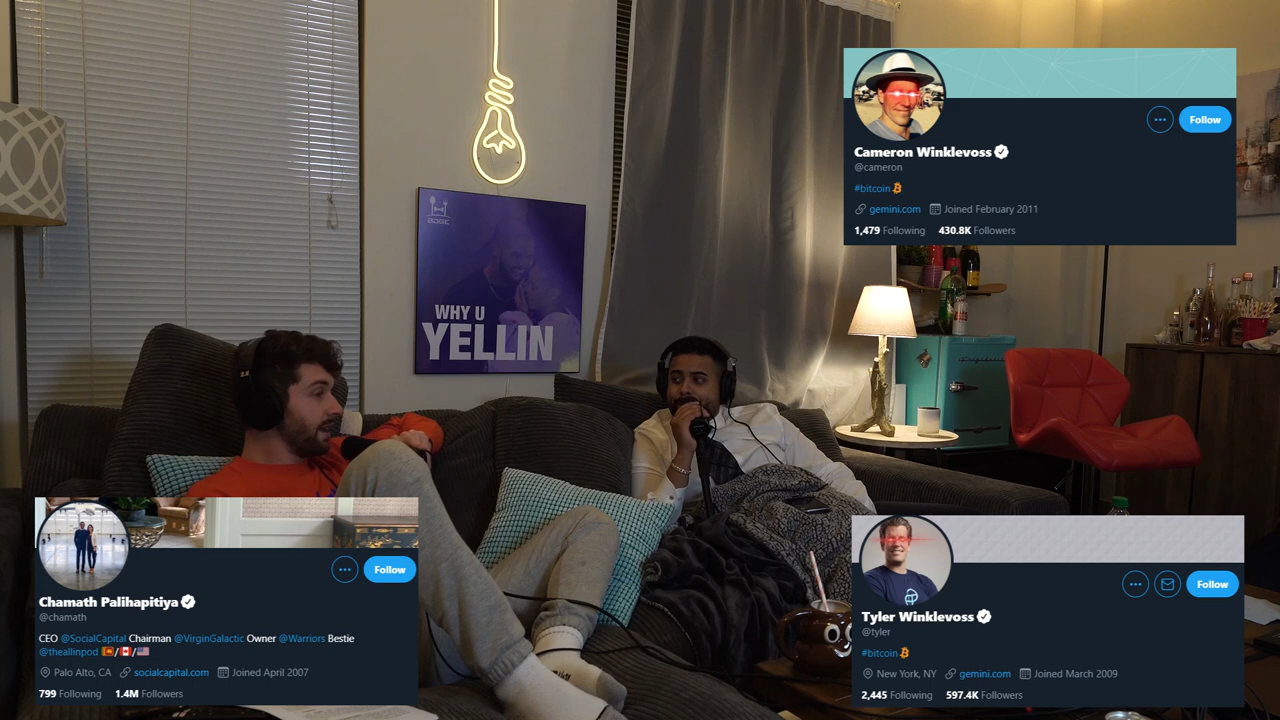 BDGE
WHY U
YELLIN
Cameron Winklevoss
@cameron
#bitcoin
gemini.com Joined February 2011
1,479 Following 430.8K Followers
Follow
Chamath Palihapitiya
@chamath
CEO @SocialCapital Chairman @VirginGalactic Owner @Warriors Bestie
@theallinpod 🇱🇰/🇨🇦/🇺🇸
Palo Alto, CA socialcapital.com Joined April 2007
799 Following 1.4M Followers
Follow
Tyler Winklevoss
@tyler
#bitcoin
New York, NY gemini.com Joined March 2009
2,445 Following 597.4K Followers
Follow